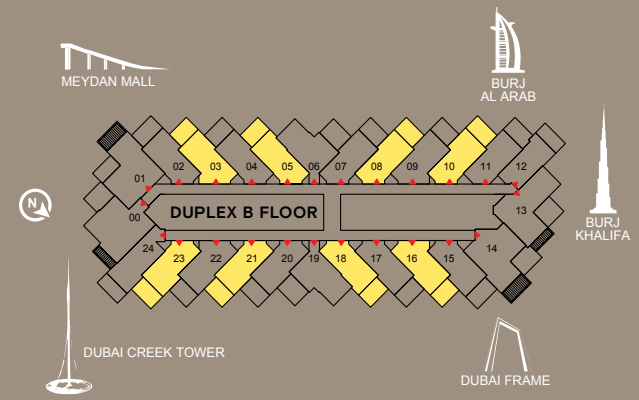 MEYDAN MALL
BURJ
AL ARAB
BURJ
KHALIFA
N
01
02
03
04
05
06
07
08
09
10
11
12
00
DUPLEX B FLOOR
13
24
23
22
21
20
19
18
17
16
15
14
DUBAI CREEK TOWER
DUBAI FRAME